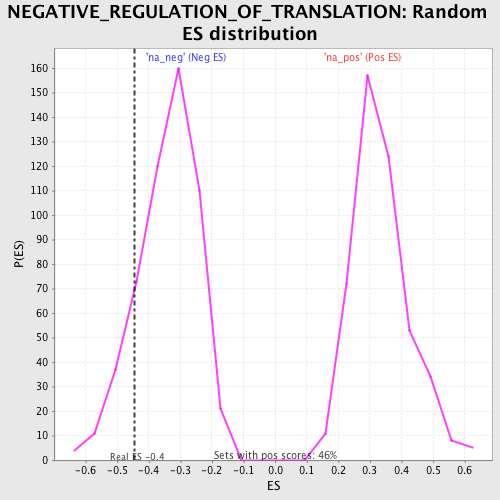 NEGATIVE_REGULATION_OF_TRANSLATION: Random
ES distribution
'na_neg' (Neg ES) 'na_pos' (Pos ES)
160
150
140
130
120
110
100
90
80
70
60
50
40
30
20
10
0
P(ES)
Real ES -0.4 Sets with pos scores: 46%
-0.6 -0.5 -0.4 -0.3 -0.2 -0.1 0.0 0.1 0.2 0.3 0.4 0.5 0.6
ES